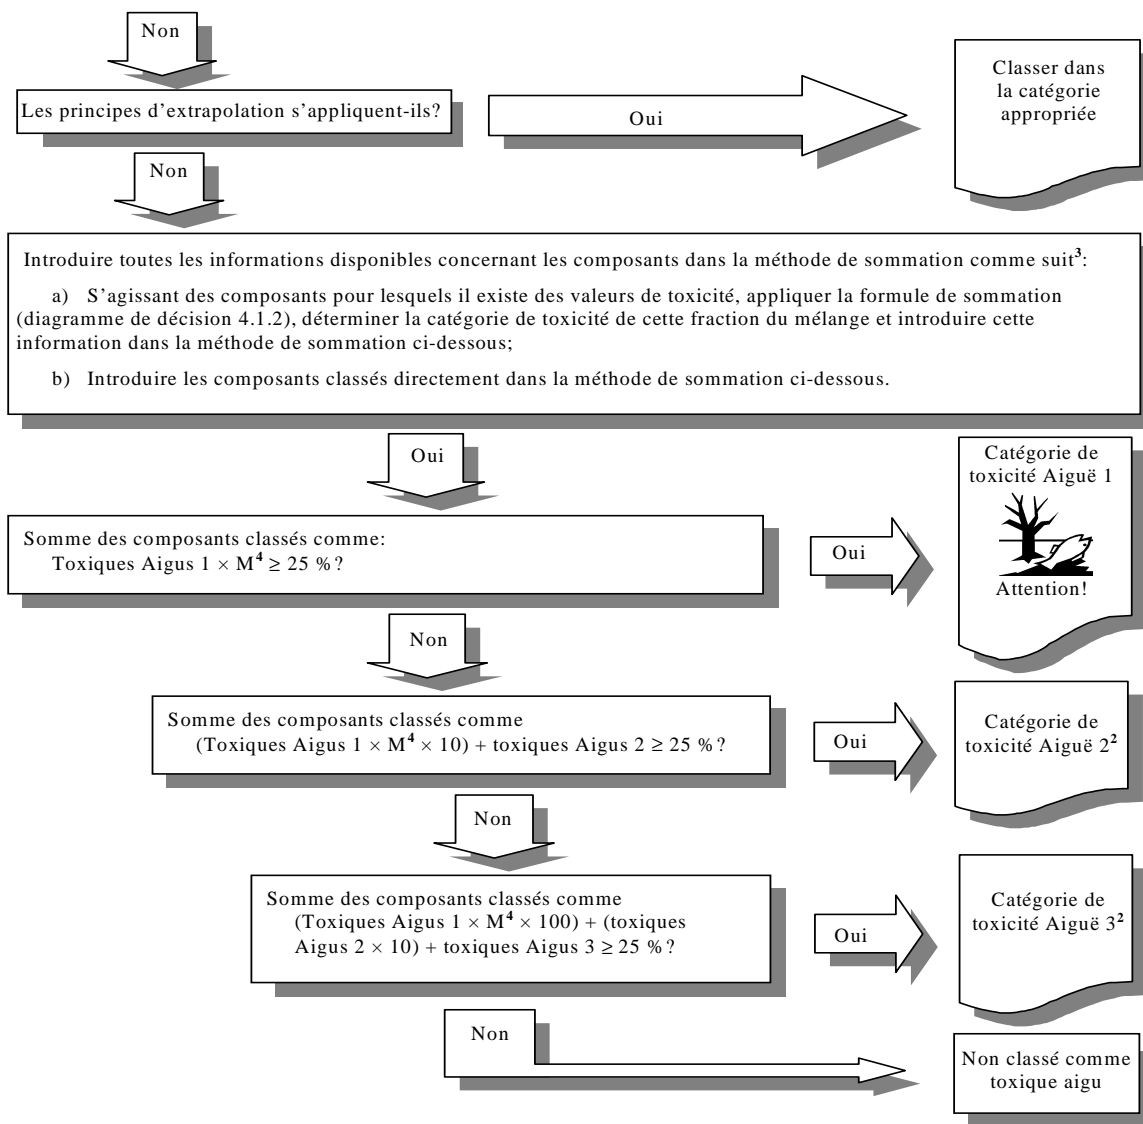 Non
Les principes d'extrapolation s'appliquent-ils?
Oui
Classer dans
la catégorie
appropriée
Non
Introduire toutes les informations disponibles concernant les composants dans la méthode de sommation comme suit³:
a) S'agissant des composants pour lesquels il existe des valeurs de toxicité, appliquer la formule de sommation
(diagramme de décision 4.1.2), déterminer la catégorie de toxicité de cette fraction du mélange et introduire cette
information dans la méthode de sommation ci-dessous;
b) Introduire les composants classés directement dans la méthode de sommation ci-dessous.
Oui
Somme des composants classés comme:
Toxiques Aigus 1 × M⁴ ≥ 25 %?
Oui
Catégorie de
toxicité Aiguë 1
Attention!
Non
Somme des composants classés comme
(Toxiques Aigus 1 × M⁴ × 10) + toxiques Aigus 2 ≥ 25 %?
Oui
Catégorie de
toxicité Aiguë 2²
Non
Somme des composants classés comme
(Toxiques Aigus 1 × M⁴ × 100) + (toxiques
Aigus 2 × 10) + toxiques Aigus 3 ≥ 25 %?
Oui
Catégorie de
toxicité Aiguë 3²
Non
Non classé comme
toxique aigu